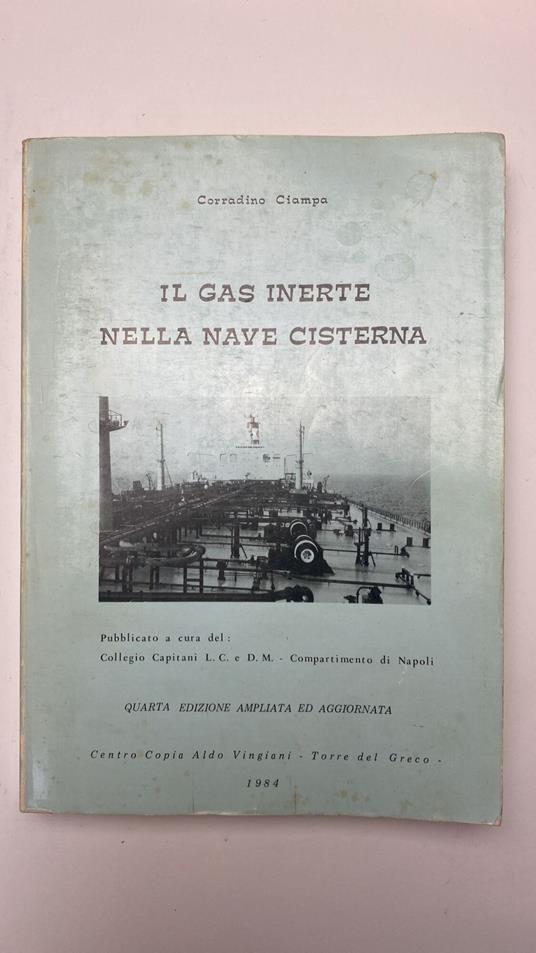 Corradino Ciampa
IL GAS INERTE
NELLA NAVE CISTERNA
Pubblicato a cura del :
Collegio Capitani L. C. e D. M. - Compartimento di Napoli
QUARTA EDIZIONE AMPLIATA ED AGGIORNATA
Centro Copia Aldo Vingiani - Torre del Greco -
1984